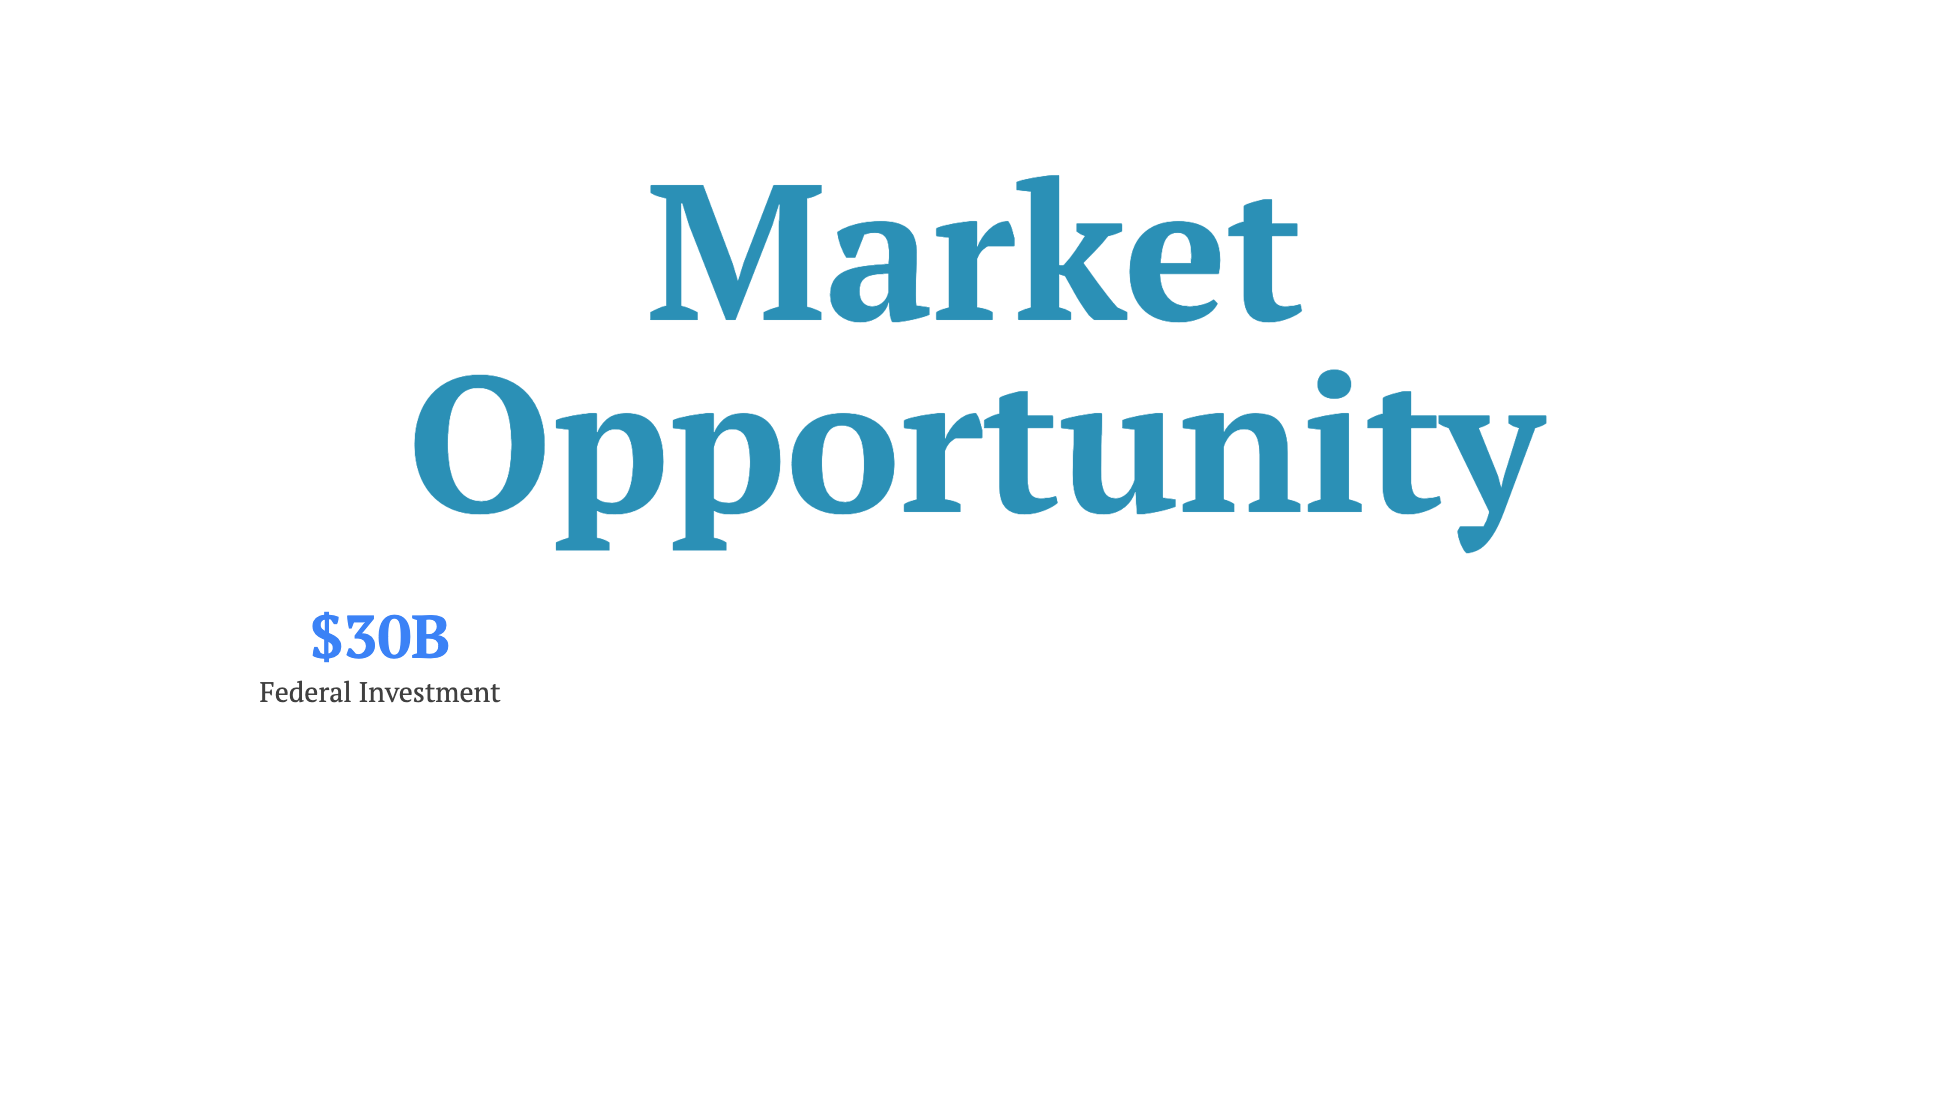 Market
Opportunity
$30B
Federal Investment